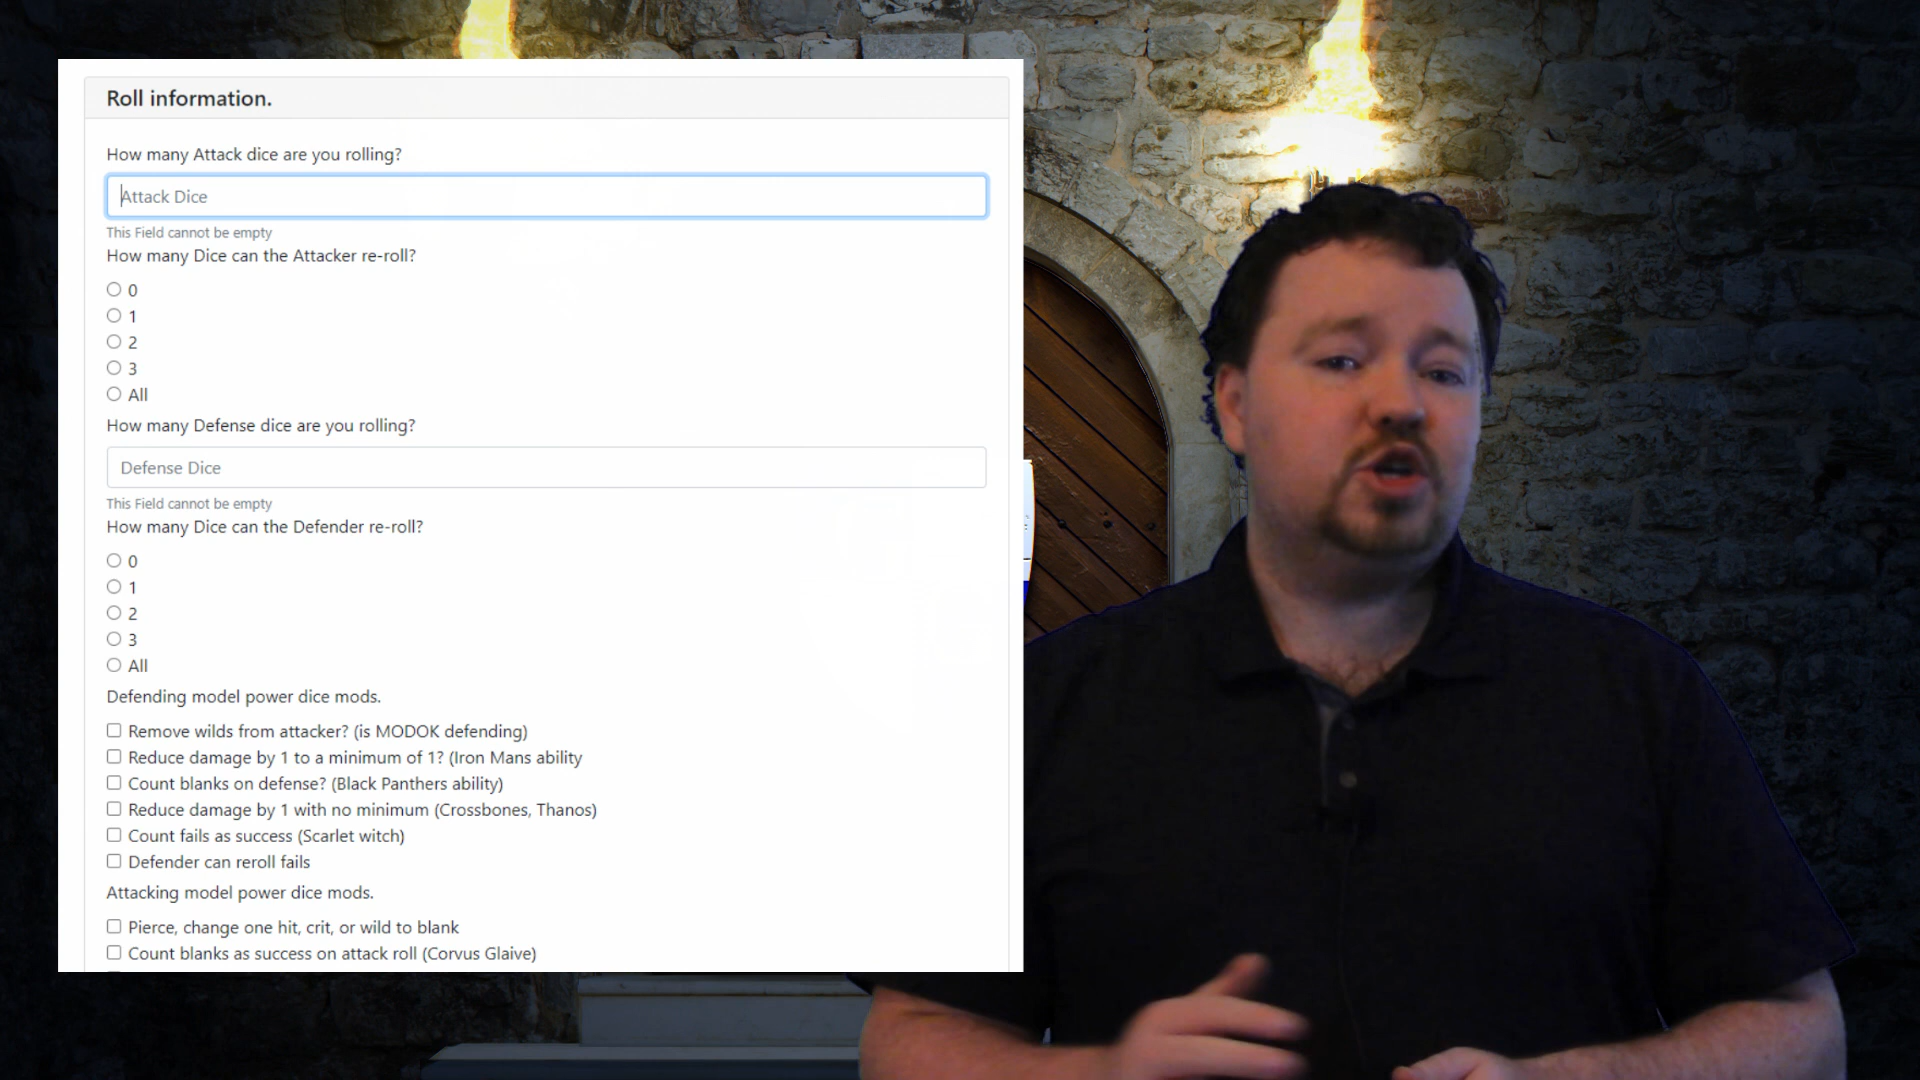 Roll information.
How many Attack dice are you rolling?
Attack Dice
This Field cannot be empty
How many Dice can the Attacker re-roll?
0
1
2
3
All
How many Defense dice are you rolling?
Defense Dice
This Field cannot be empty
How many Dice can the Defender re-roll?
0
1
2
3
All
Defending model power dice mods.
Remove wilds from attacker? (is MODOK defending)
Reduce damage by 1 to a minimum of 1? (Iron Mans ability
Count blanks on defense? (Black Panthers ability)
Reduce damage by 1 with no minimum (Crossbones, Thanos)
Count fails as success (Scarlet witch)
Defender can reroll fails
Attacking model power dice mods.
Pierce, change one hit, crit, or wild to blank
Count blanks as success on attack roll (Corvus Glaive)